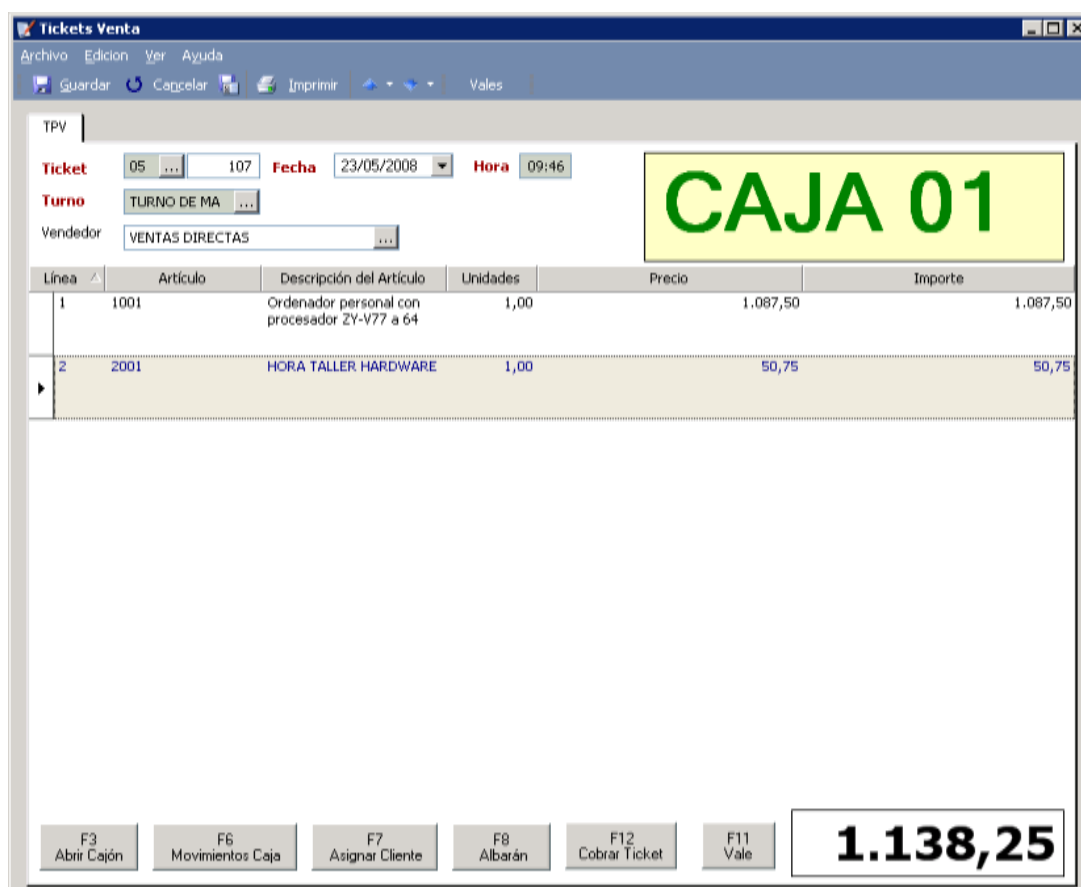 Tickets Venta
Archivo Edicion Ver Ayuda
Guardar Cancelar Imprimir Vales
TPV
Ticket 05 ... 107 Fecha 23/05/2008 Hora 09:46
CAJA 01
Turno TURNO DE MA ...
Vendedor VENTAS DIRECTAS ...
Línea Artículo Descripción del Artículo Unidades Precio Importe
1 1001 Ordenador personal con 1,00 1.087,50 1.087,50
procesador ZY-V77 a 64
2 2001 HORA TALLER HARDWARE 1,00 50,75 50,75
F3 F6 F7 F8 F12 F11
Abrir Cajón Movimientos Caja Asignar Cliente Albarán Cobrar Ticket Vale
1.138,25